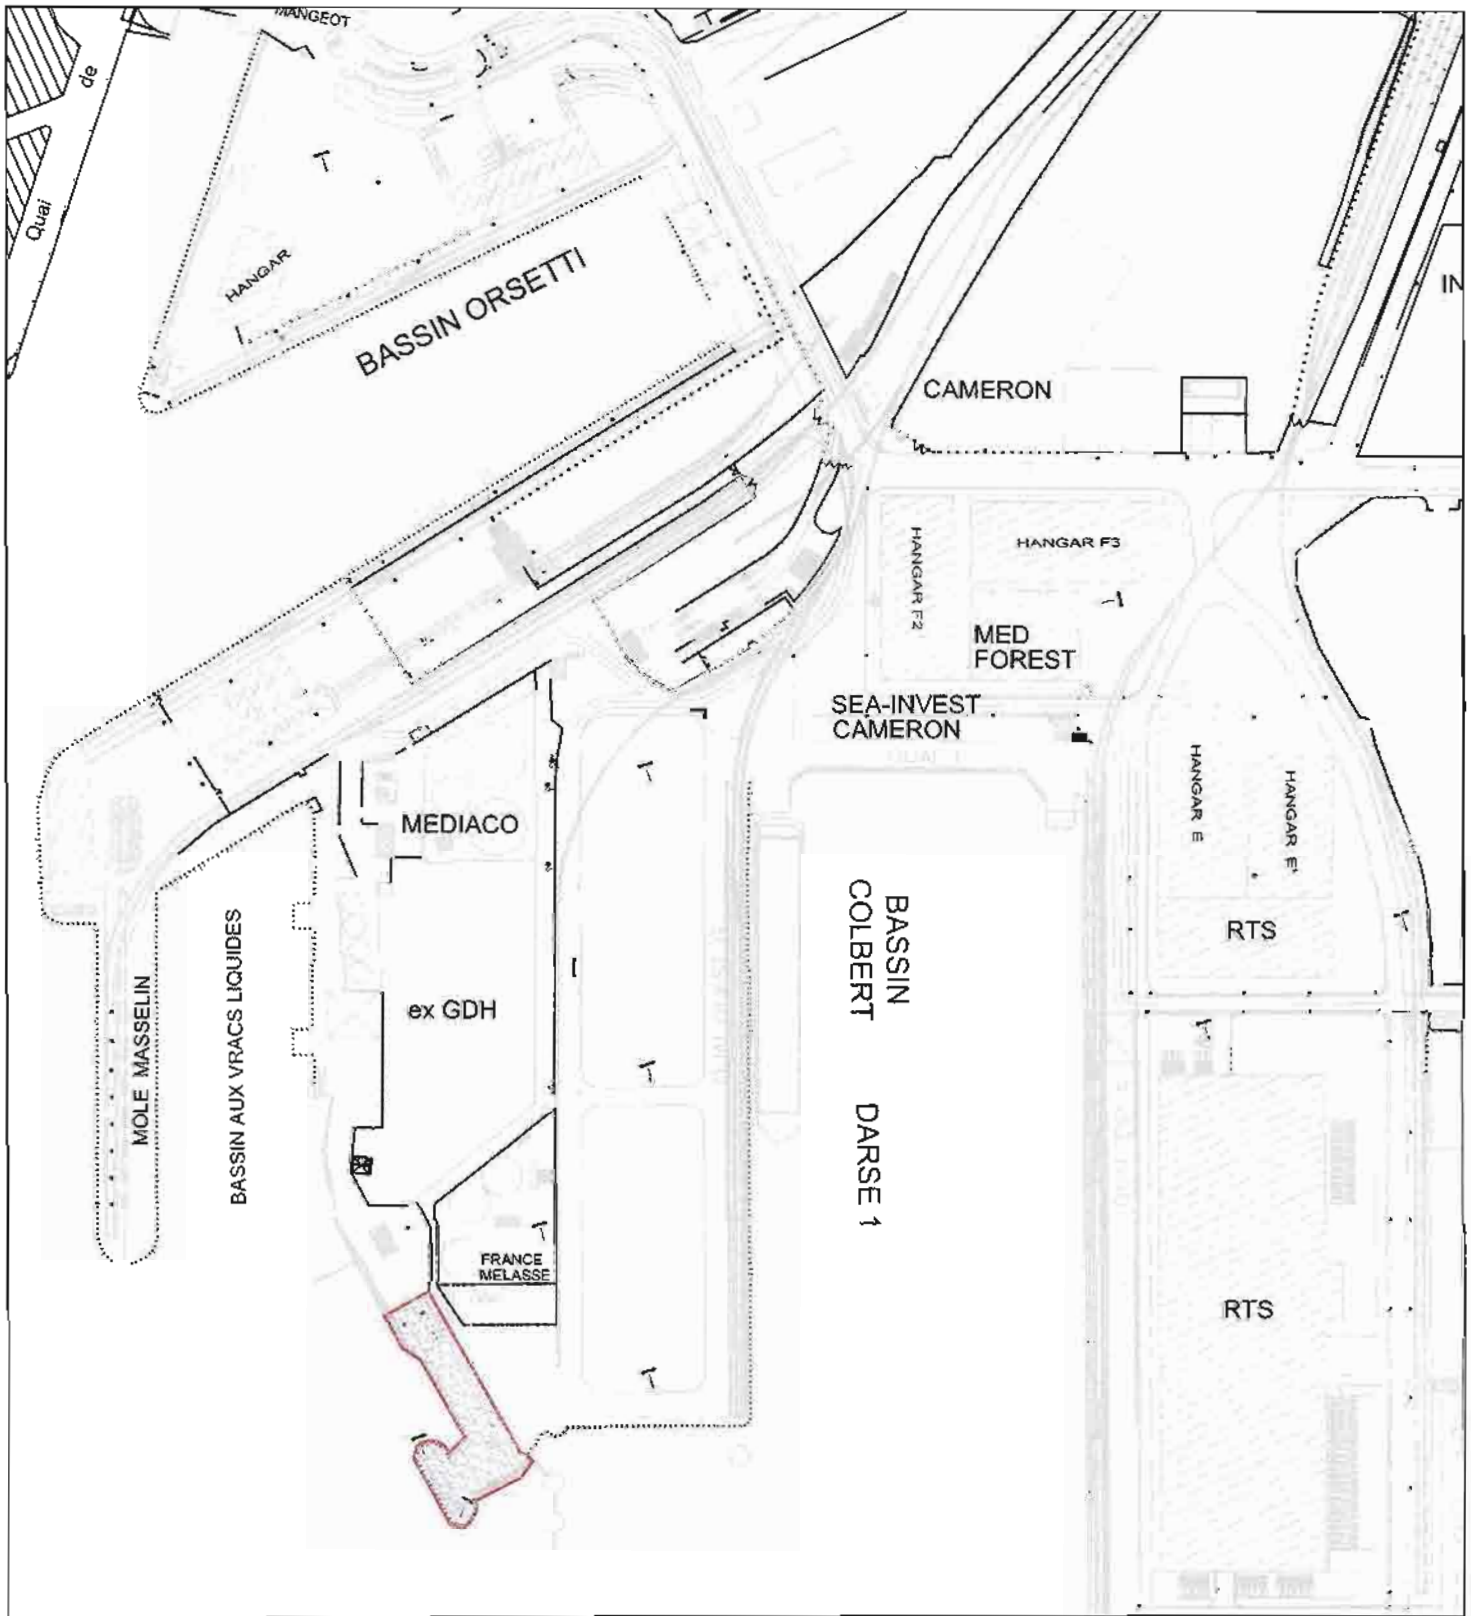 MANGEOT
Quai de
HANGAR
BASSIN ORSETTI
IN
CAMERON
HANGAR F2
HANGAR F3
MED
FOREST
SEA-INVEST
CAMERON
HANGAR E
HANGAR E'
MEDIACO
RTS
BASSIN
COLBERT
DARSE 1
MOLE MASSELIN
BASSIN AUX VRACS LIQUIDES
ex GDH
FRANCE
MELASSE
RTS